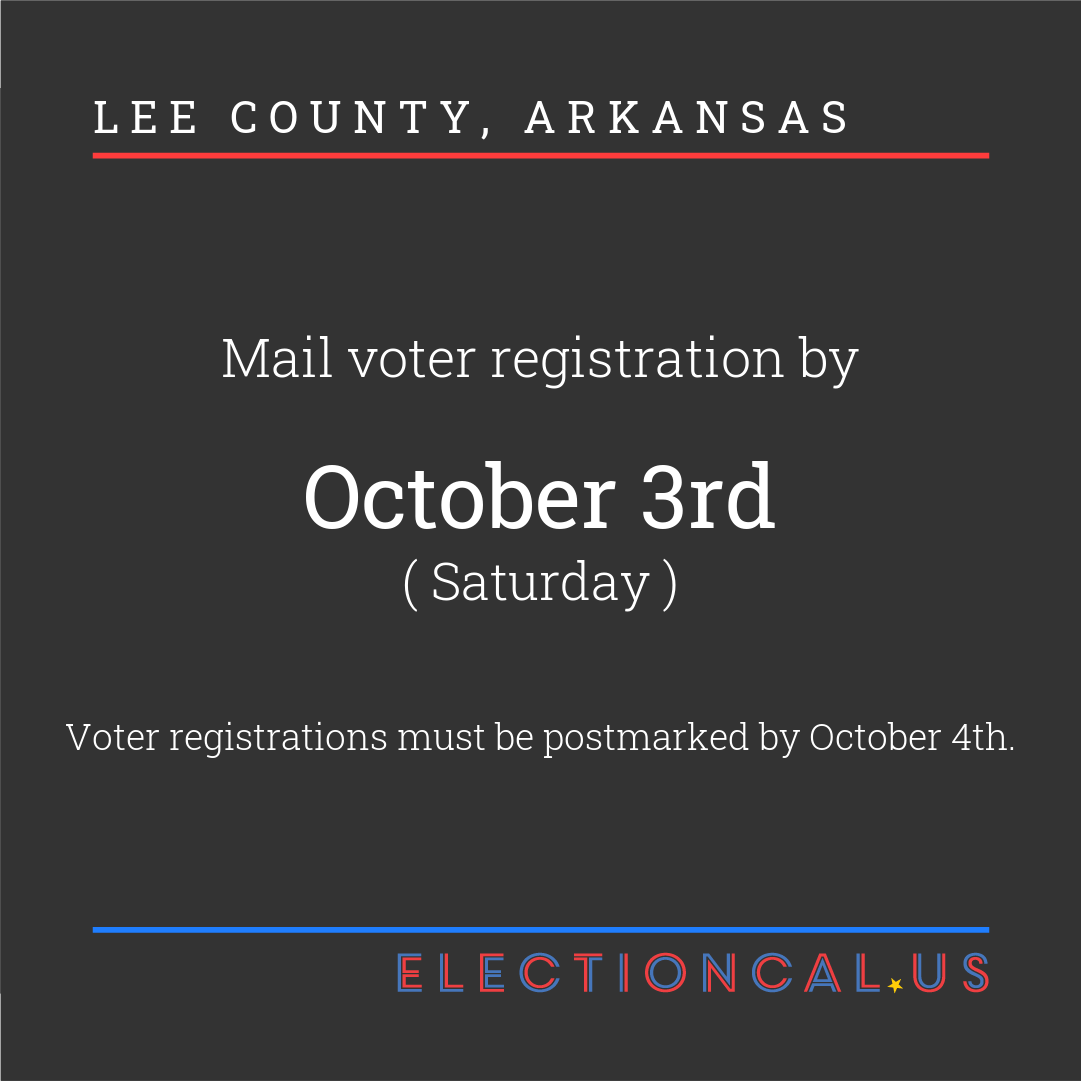 LEE COUNTY, ARKANSAS
Mail voter registration by
October 3rd
( Saturday )
Voter registrations must be postmarked by October 4th.
ELECTIONCAL.US